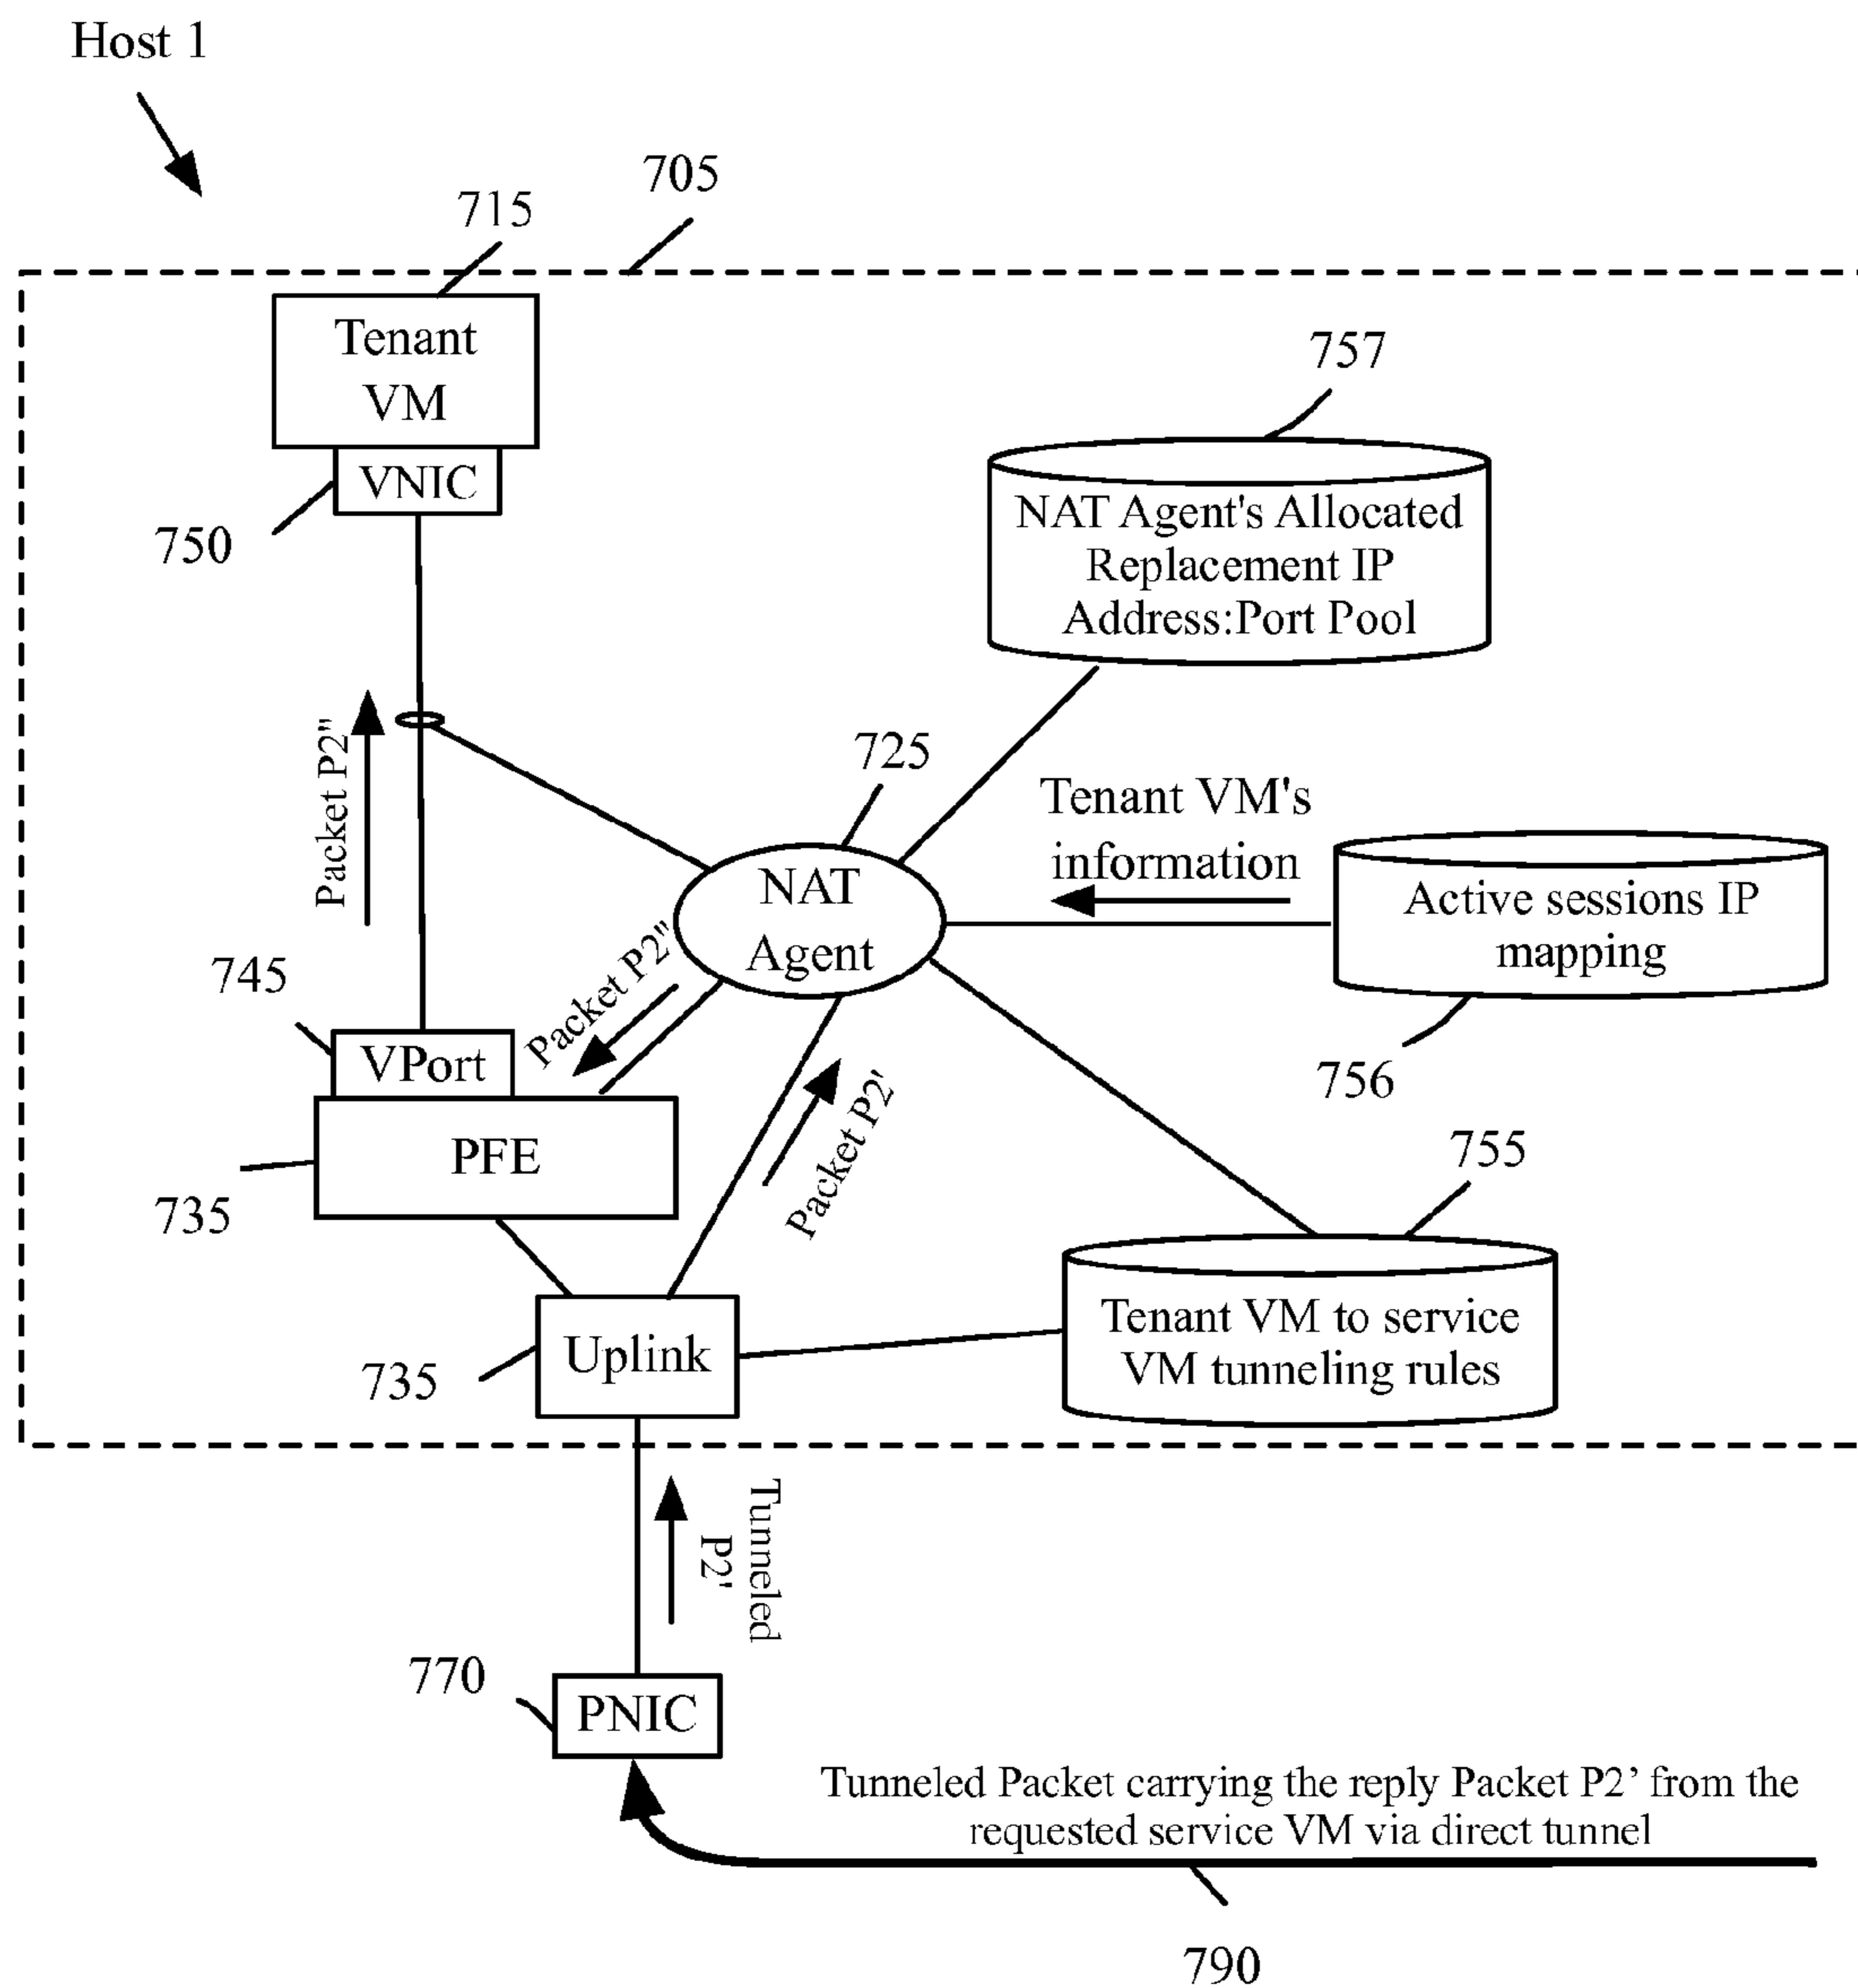 Host 1
705
715
Tenant
VM
VNIC
750
757
NAT Agent's Allocated
Replacement IP
Address:Port Pool
Packet P2"
725
Tenant VM's
information
NAT
Agent
Active sessions IP
mapping
756
Packet P2"
745
VPort
PFE
735
Packet P2'
755
Tenant VM to service
VM tunneling rules
Uplink
735
Tunneled
P2'
770
PNIC
Tunneled Packet carrying the reply Packet P2’ from the
requested service VM via direct tunnel
790